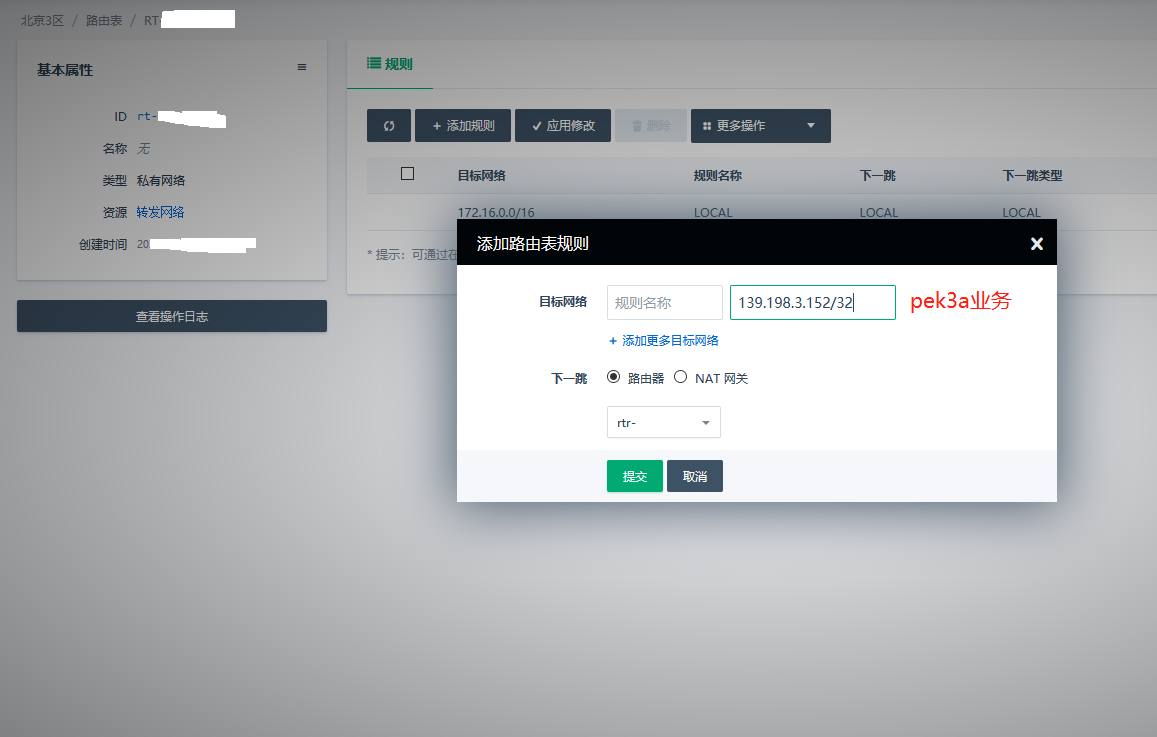 北京3区 / 路由表 / RT-
基本属性
ID rt-
名称 无
类型 私有网络
资源 转发网络
创建时间 20
查看操作日志
规则
+ 添加规则 应用修改 删除 更多操作
目标网络 规则名称 下一跳 下一跳类型
172.16.0.0/16 LOCAL LOCAL LOCAL
* 提示：可通过在
添加路由表规则
目标网络 规则名称 139.198.3.152/32 pek3a业务
+ 添加更多目标网络
下一跳 路由器 NAT 网关
rtr-
提交 取消